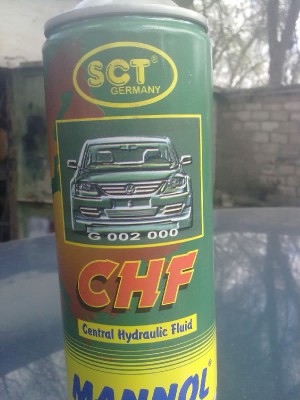 SCT®
GERMANY
G 002 000
CHF
Central Hydraulic Fluid
MANNOL®